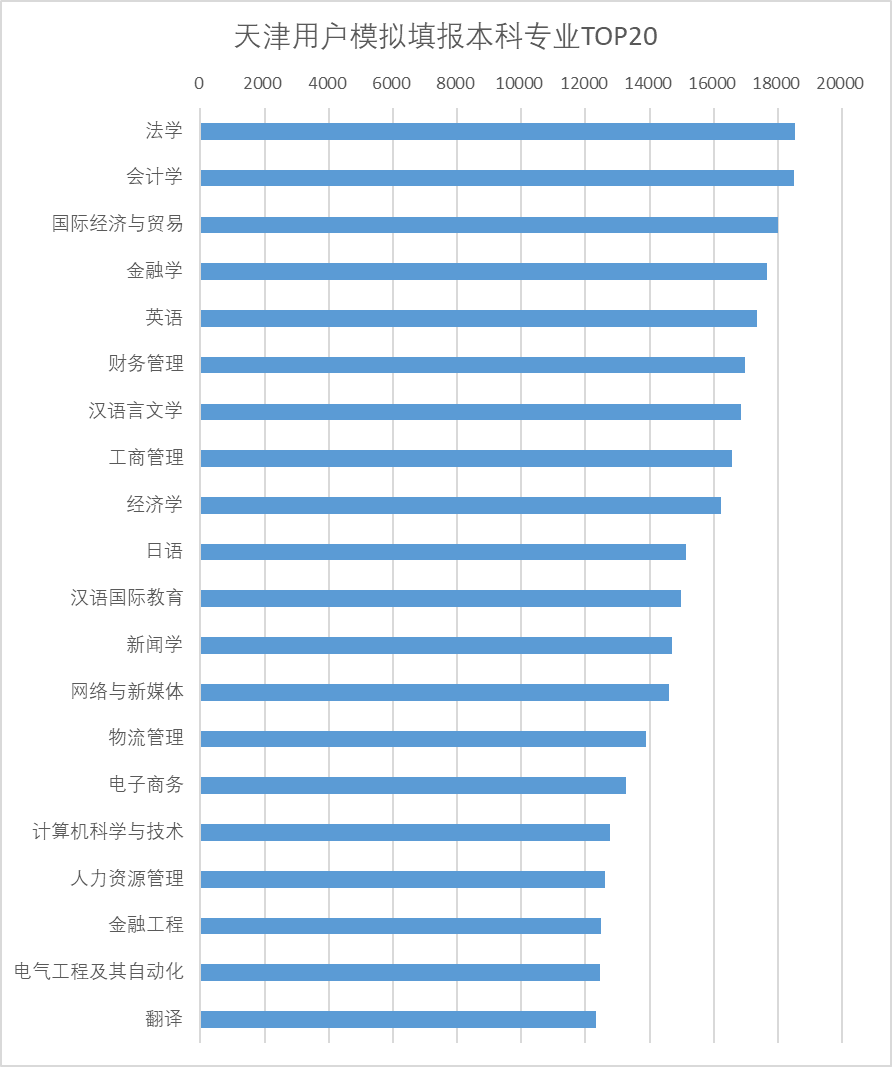 天津用户模拟填报本科专业TOP20
0 2000 4000 6000 8000 10000 12000 14000 16000 18000 20000
法学
会计学
国际经济与贸易
金融学
英语
财务管理
汉语言文学
工商管理
经济学
日语
汉语国际教育
新闻学
网络与新媒体
物流管理
电子商务
计算机科学与技术
人力资源管理
金融工程
电气工程及其自动化
翻译